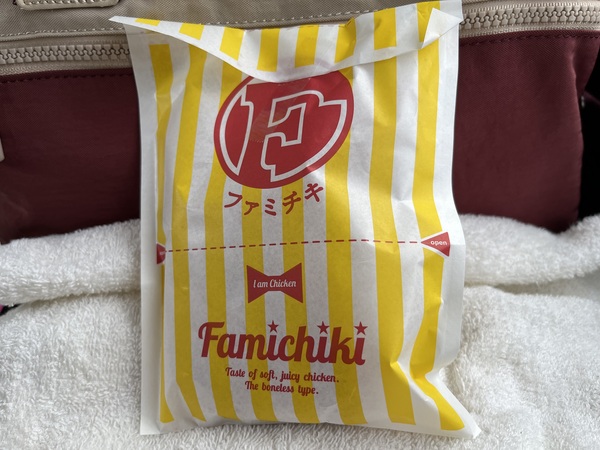 F
ファミチキ
open
I am Chicken
Famichiki
Taste of soft, juicy chicken.
The boneless type.